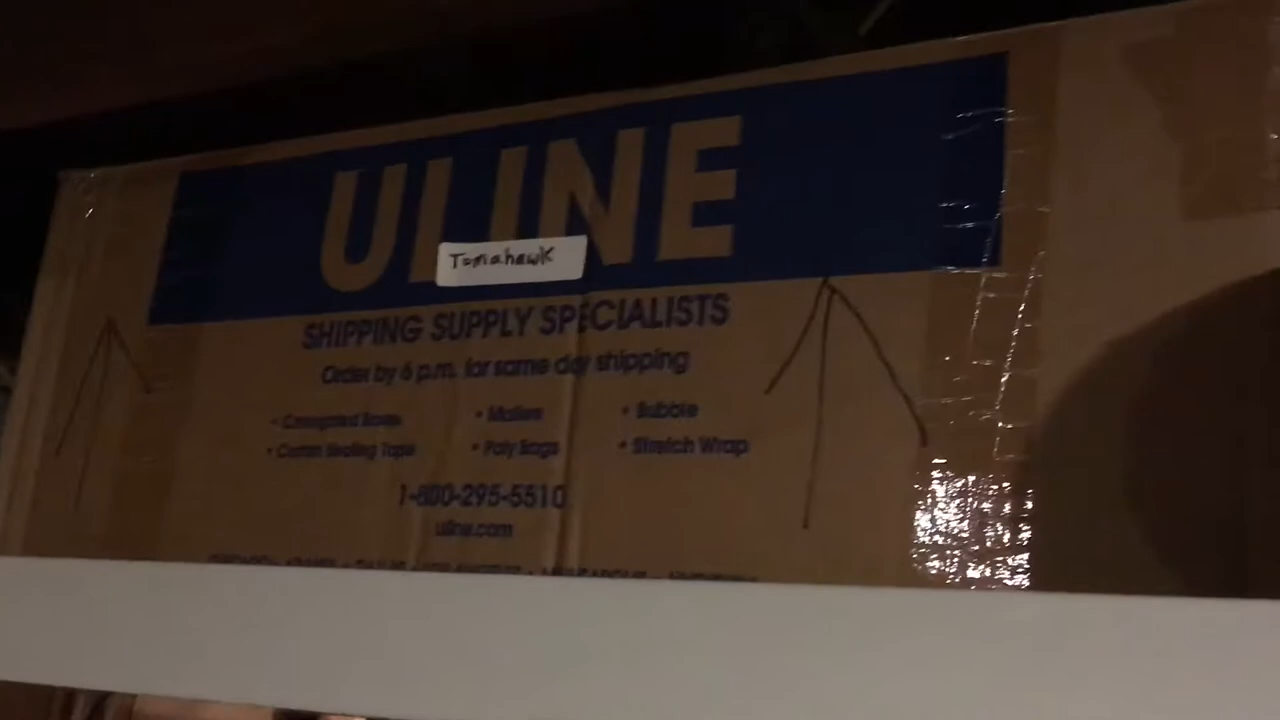 ULINE
Tomahawk
SHIPPING SUPPLY SPECIALISTS
Order by 6 p.m. for same day shipping
• Corrugated Boxes • Mailers • Bubble
• Carton Sealing Tape • Poly Bags • Stretch Wrap
1-800-295-5510
uline.com